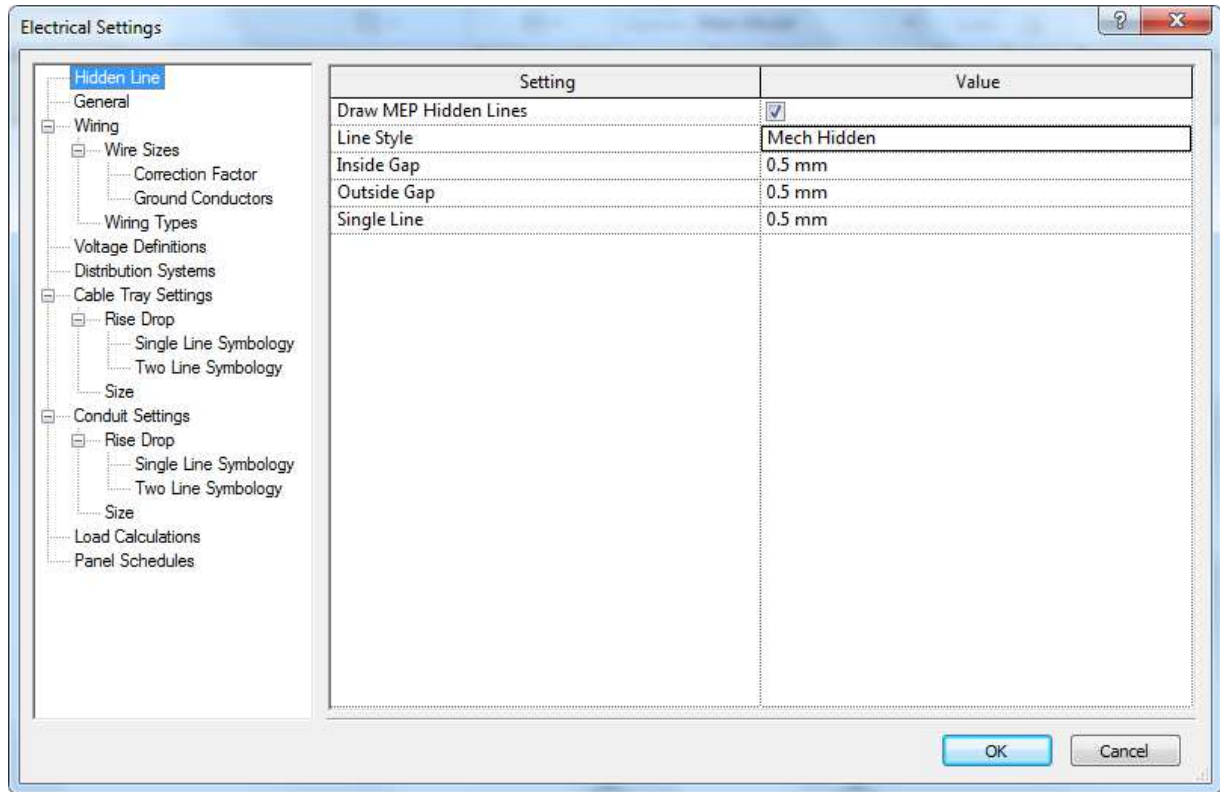 Electrical Settings
Hidden Line
General
Wiring
Wire Sizes
Correction Factor
Ground Conductors
Wiring Types
Voltage Definitions
Distribution Systems
Cable Tray Settings
Rise Drop
Single Line Symbology
Two Line Symbology
Size
Conduit Settings
Rise Drop
Single Line Symbology
Two Line Symbology
Size
Load Calculations
Panel Schedules
Setting Value
Draw MEP Hidden Lines
Line Style Mech Hidden
Inside Gap 0.5 mm
Outside Gap 0.5 mm
Single Line 0.5 mm
OK Cancel